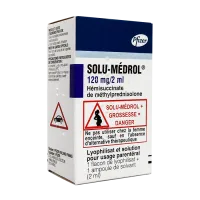 Pfizer
SOLU-MÉDROL®
120 mg/2 ml
Hémisuccinate
de méthylprednisolone
SOLU-MÉDROL +
GROSSESSE =
DANGER
Ne pas utiliser chez la femme
enceinte, sauf en l'absence
d'alternative thérapeutique.
Lyophilisat et solution
pour usage parentéral
1 flacon de lyophilisat +
1 ampoule de solvant
(2 ml)